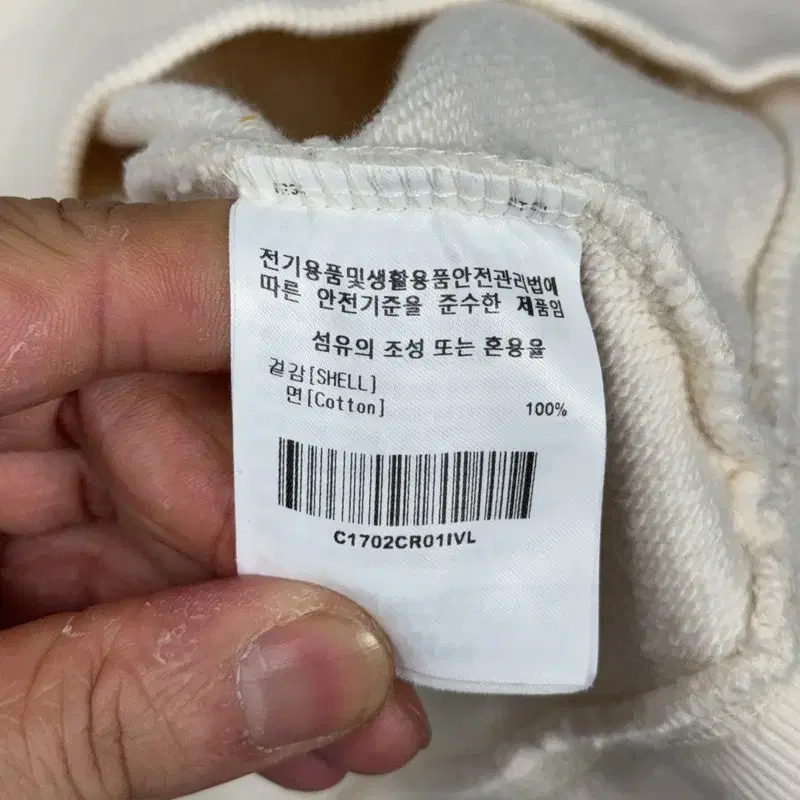 전기용품및생활용품안전관리법에
따른 안전기준을 준수한 제품임
섬유의 조성 또는 혼용율
겉감[SHELL]
면[Cotton] 100%
C1702CR01IVL